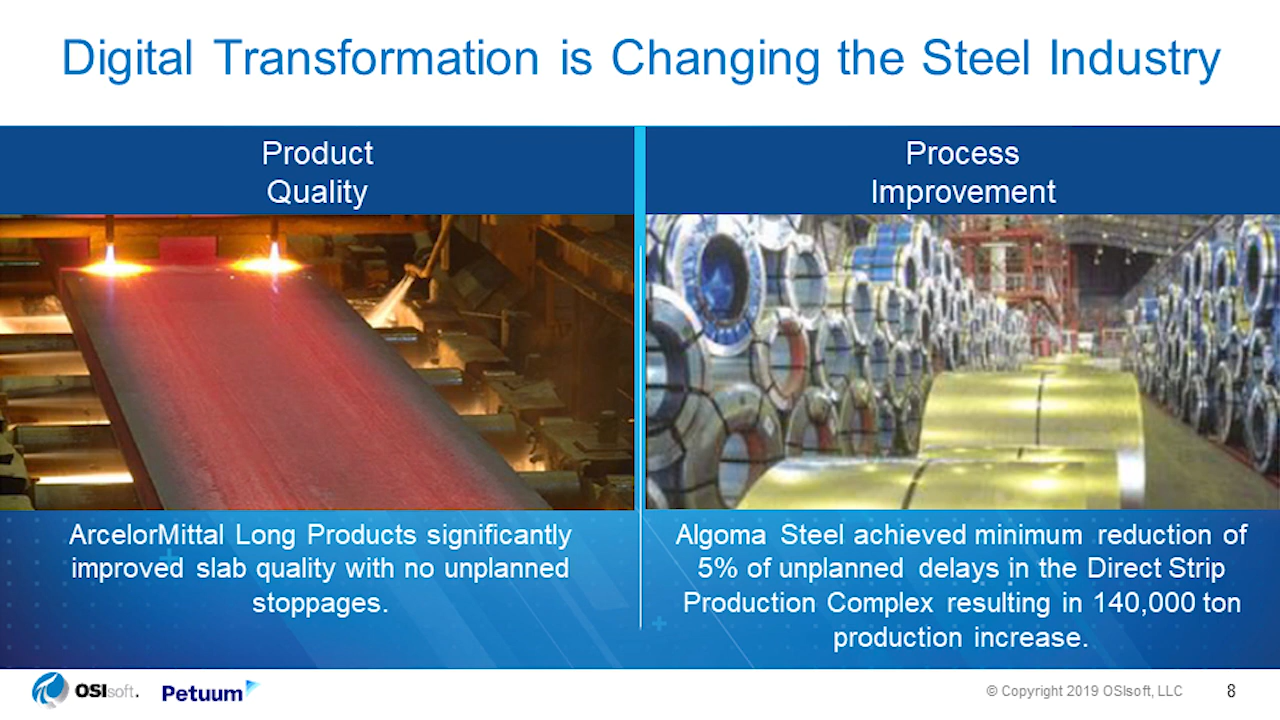 Digital Transformation is Changing the Steel Industry
Product
Quality
Process
Improvement
ArcelorMittal Long Products significantly
improved slab quality with no unplanned
stoppages.
Algoma Steel achieved minimum reduction of
5% of unplanned delays in the Direct Strip
Production Complex resulting in 140,000 ton
production increase.
OSIsoft.
Petuum
© Copyright 2019 OSIsoft, LLC
8